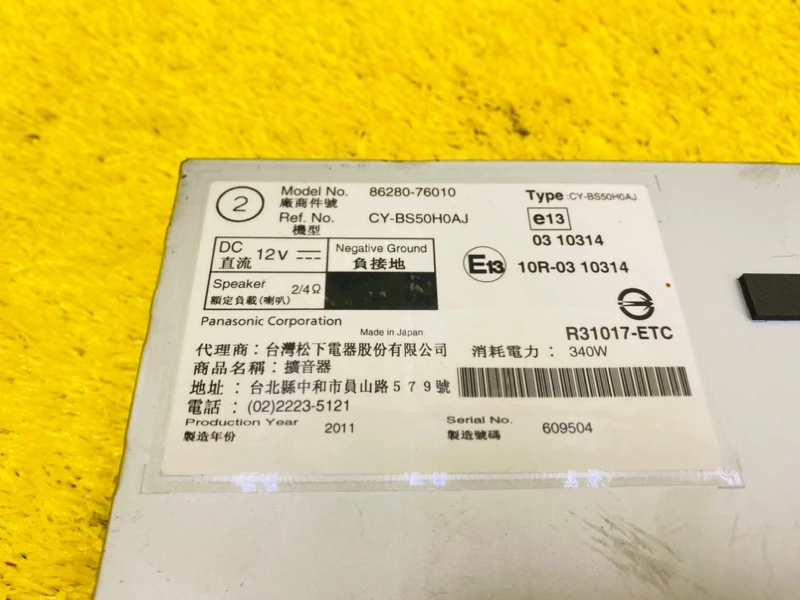 2
Model No. 86280-76010
廠商件號
Ref. No. CY-BS50H0AJ
機型
Type :CY-BS50H0AJ
e13
03 10314
DC 直流 12V
Negative Ground
負接地
Speaker 2/4Ω
額定負載(喇叭)
E13 10R-03 10314
Panasonic Corporation
Made in Japan
R31017-ETC
代理商：台灣松下電器股份有限公司
消耗電力： 340W
商品名稱：擴音器
地址：台北縣中和市員山路５７９號
電話：(02)2223-5121
Production Year 2011
製造年份
Serial No. 609504
製造號碼